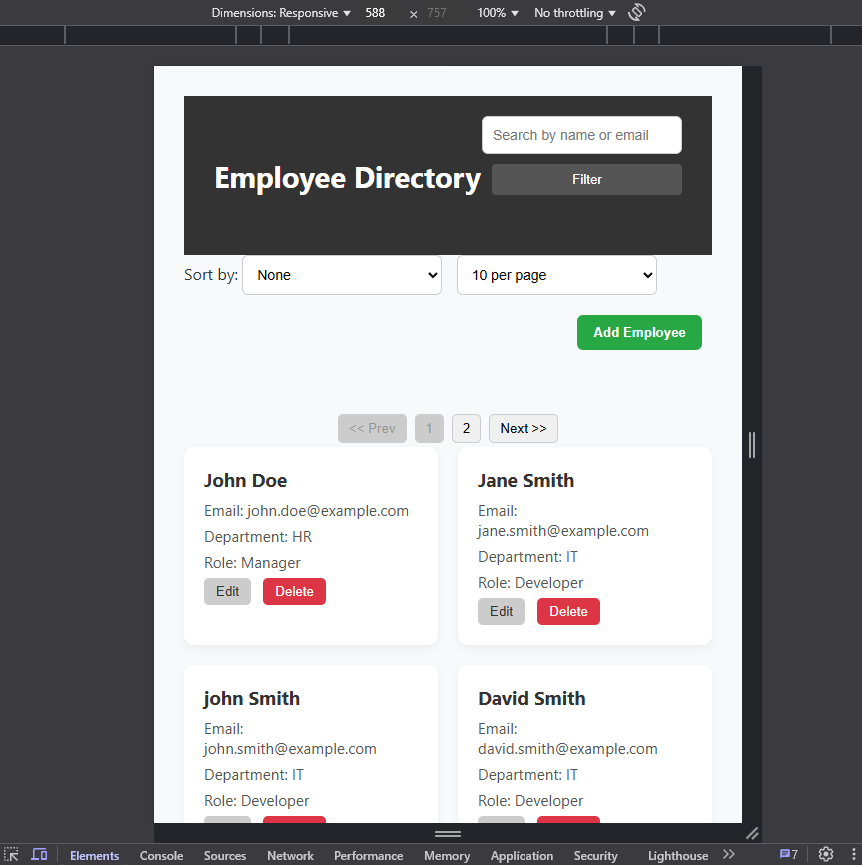 Dimensions: Responsive ▼ 588 × 757 100% ▼ No throttling ▼
Search by name or email
Employee Directory
Filter
Sort by: None 10 per page
Add Employee
<< Prev 1 2 Next >>
John Doe
Email: john.doe@example.com
Department: HR
Role: Manager
Edit Delete
Jane Smith
Email:
jane.smith@example.com
Department: IT
Role: Developer
Edit Delete
john Smith
Email:
john.smith@example.com
Department: IT
Role: Developer
David Smith
Email:
david.smith@example.com
Department: IT
Role: Developer
Elements Console Sources Network Performance Memory Application Security Lighthouse >> 7